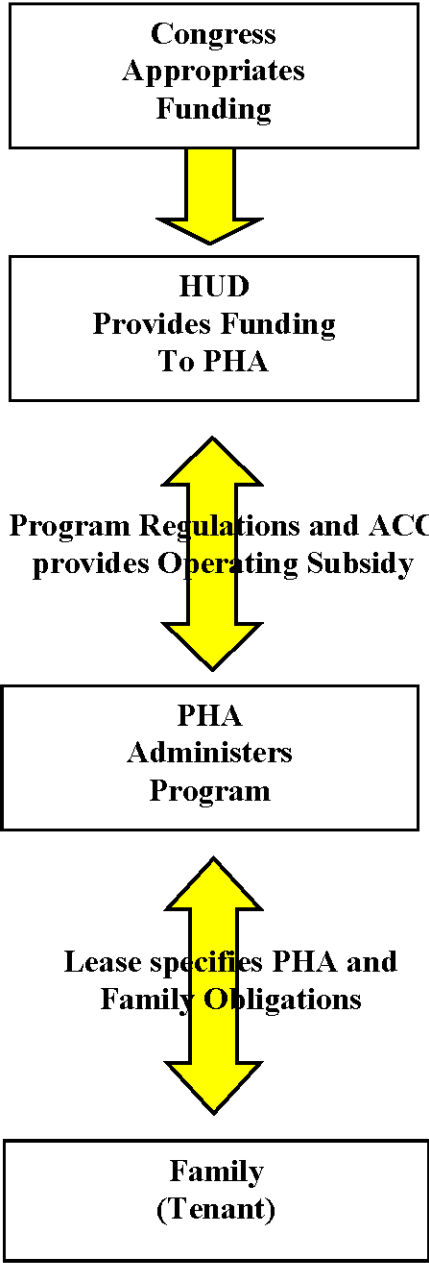 Congress
Appropriates
Funding
HUD
Provides Funding
To PHA
Program Regulations and ACC
provides Operating Subsidy
PHA
Administers
Program
Lease specifies PHA and
Family Obligations
Family
(Tenant)